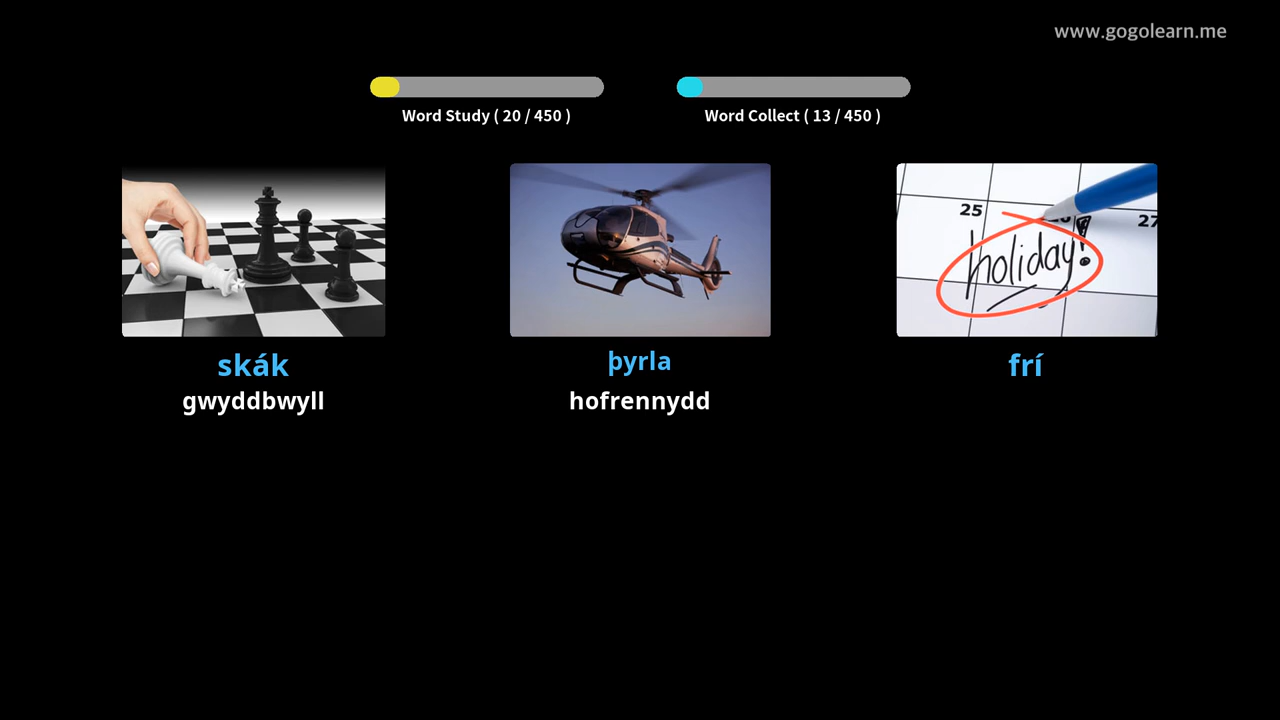 www.gogolearn.me
Word Study ( 20 / 450 )
Word Collect ( 13 / 450 )
25
27
holiday!
skák
þyrla
frí
gwyddbwyll
hofrennydd